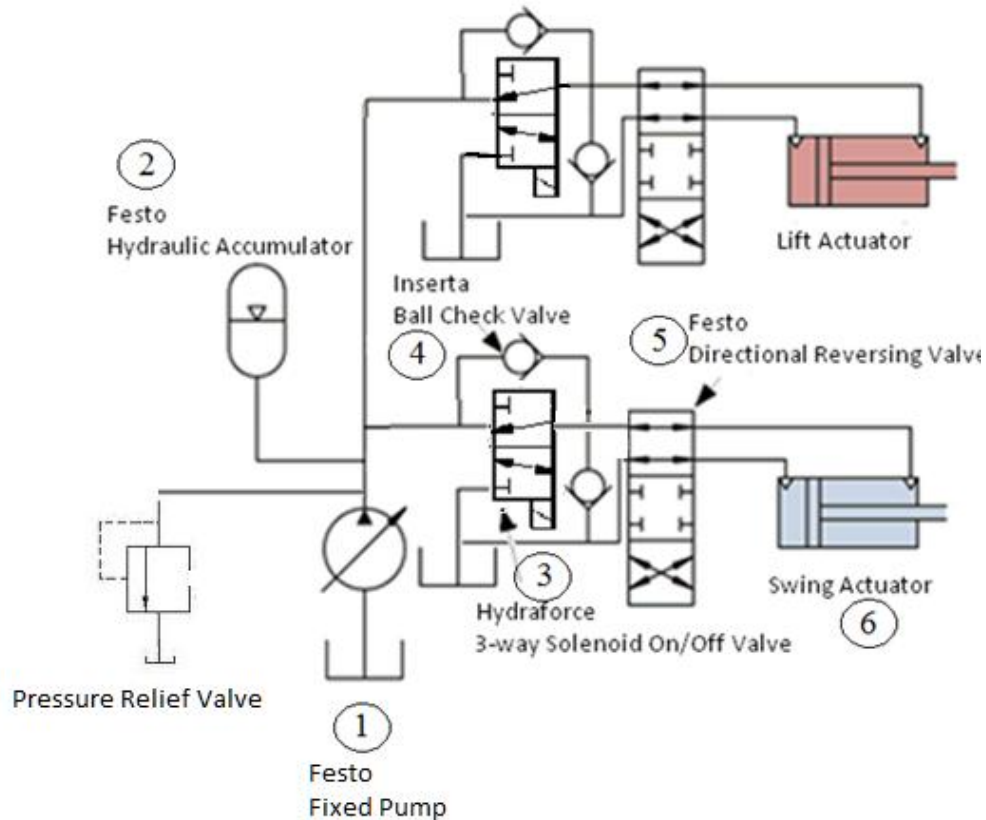 2
Festo
Hydraulic Accumulator
Lift Actuator
Inserta
Ball Check Valve
4
5
Festo
Directional Reversing Valve
3
Hydraforce
3-way Solenoid On/Off Valve
Swing Actuator
6
Pressure Relief Valve
1
Festo
Fixed Pump